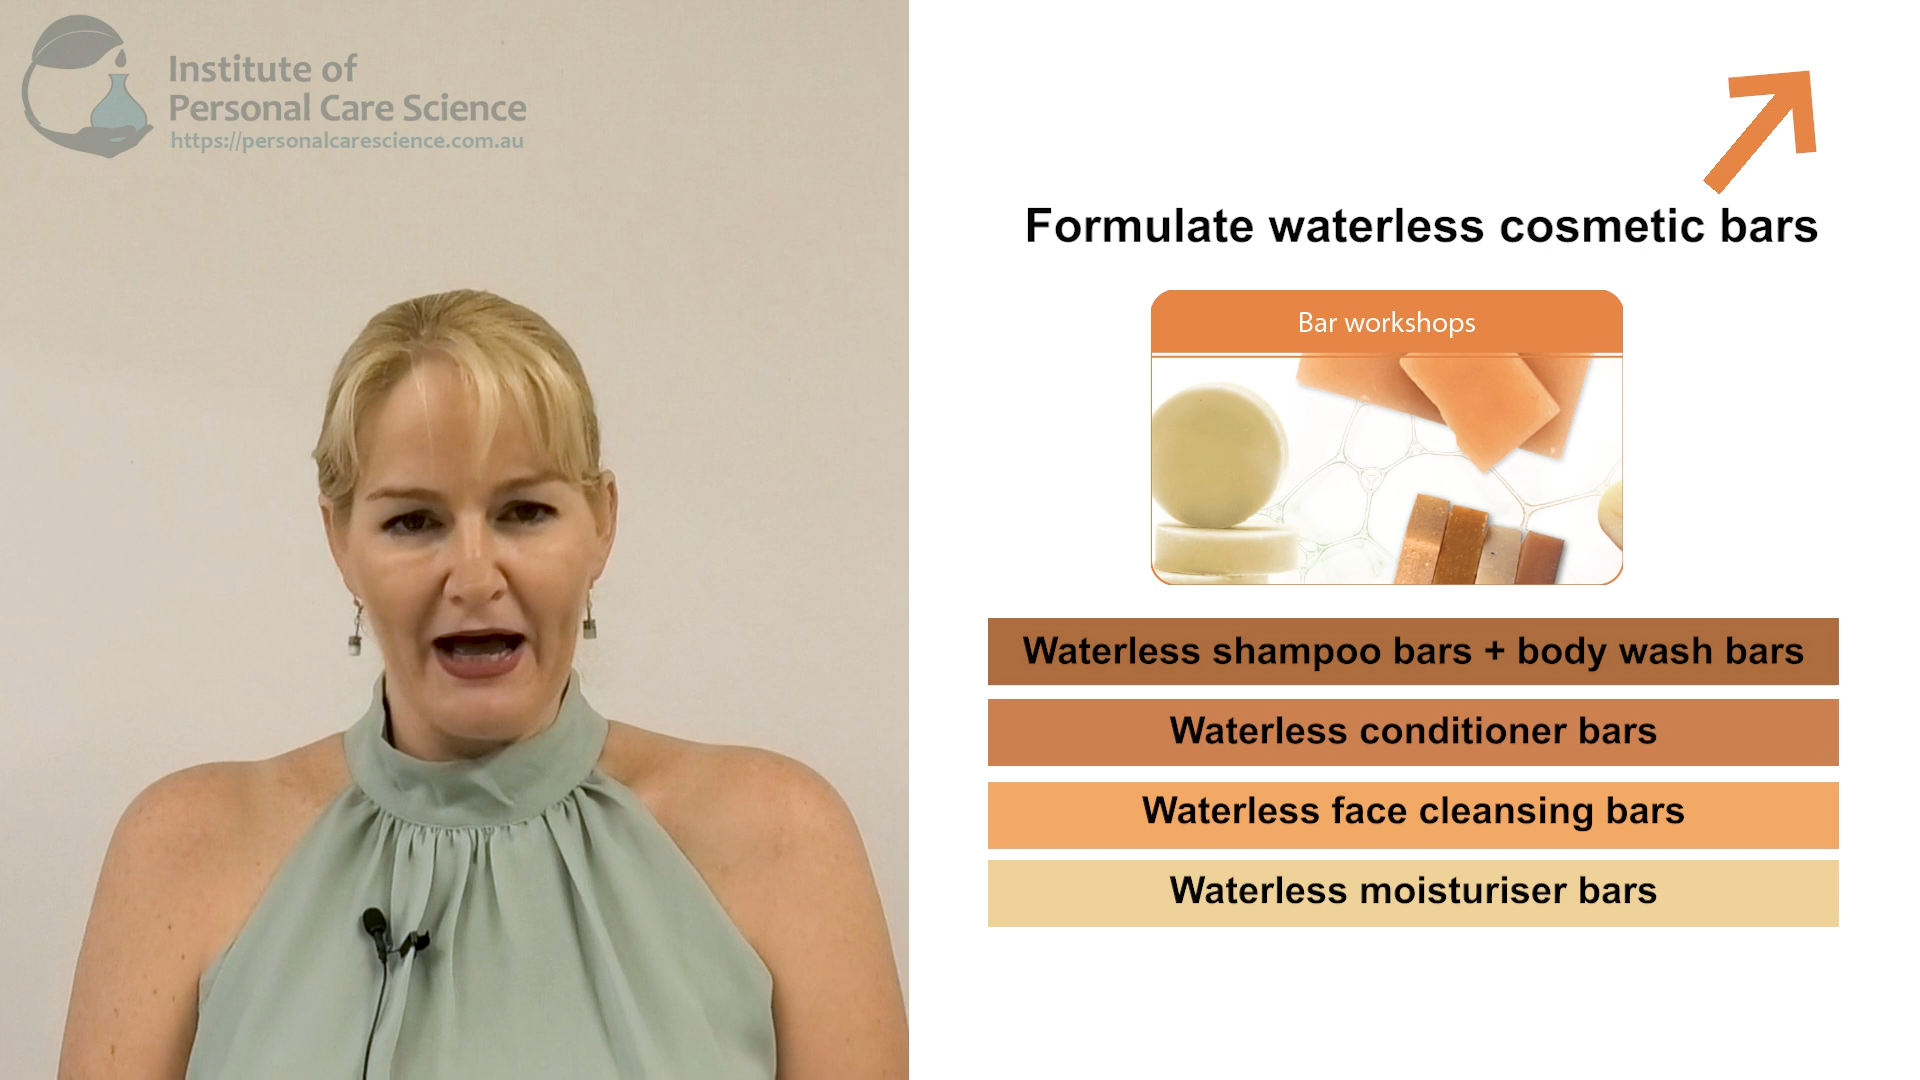 Institute of
Personal Care Science
https://personalcarescience.com.au
Formulate waterless cosmetic bars
Bar workshops
Waterless shampoo bars + body wash bars
Waterless conditioner bars
Waterless face cleansing bars
Waterless moisturiser bars